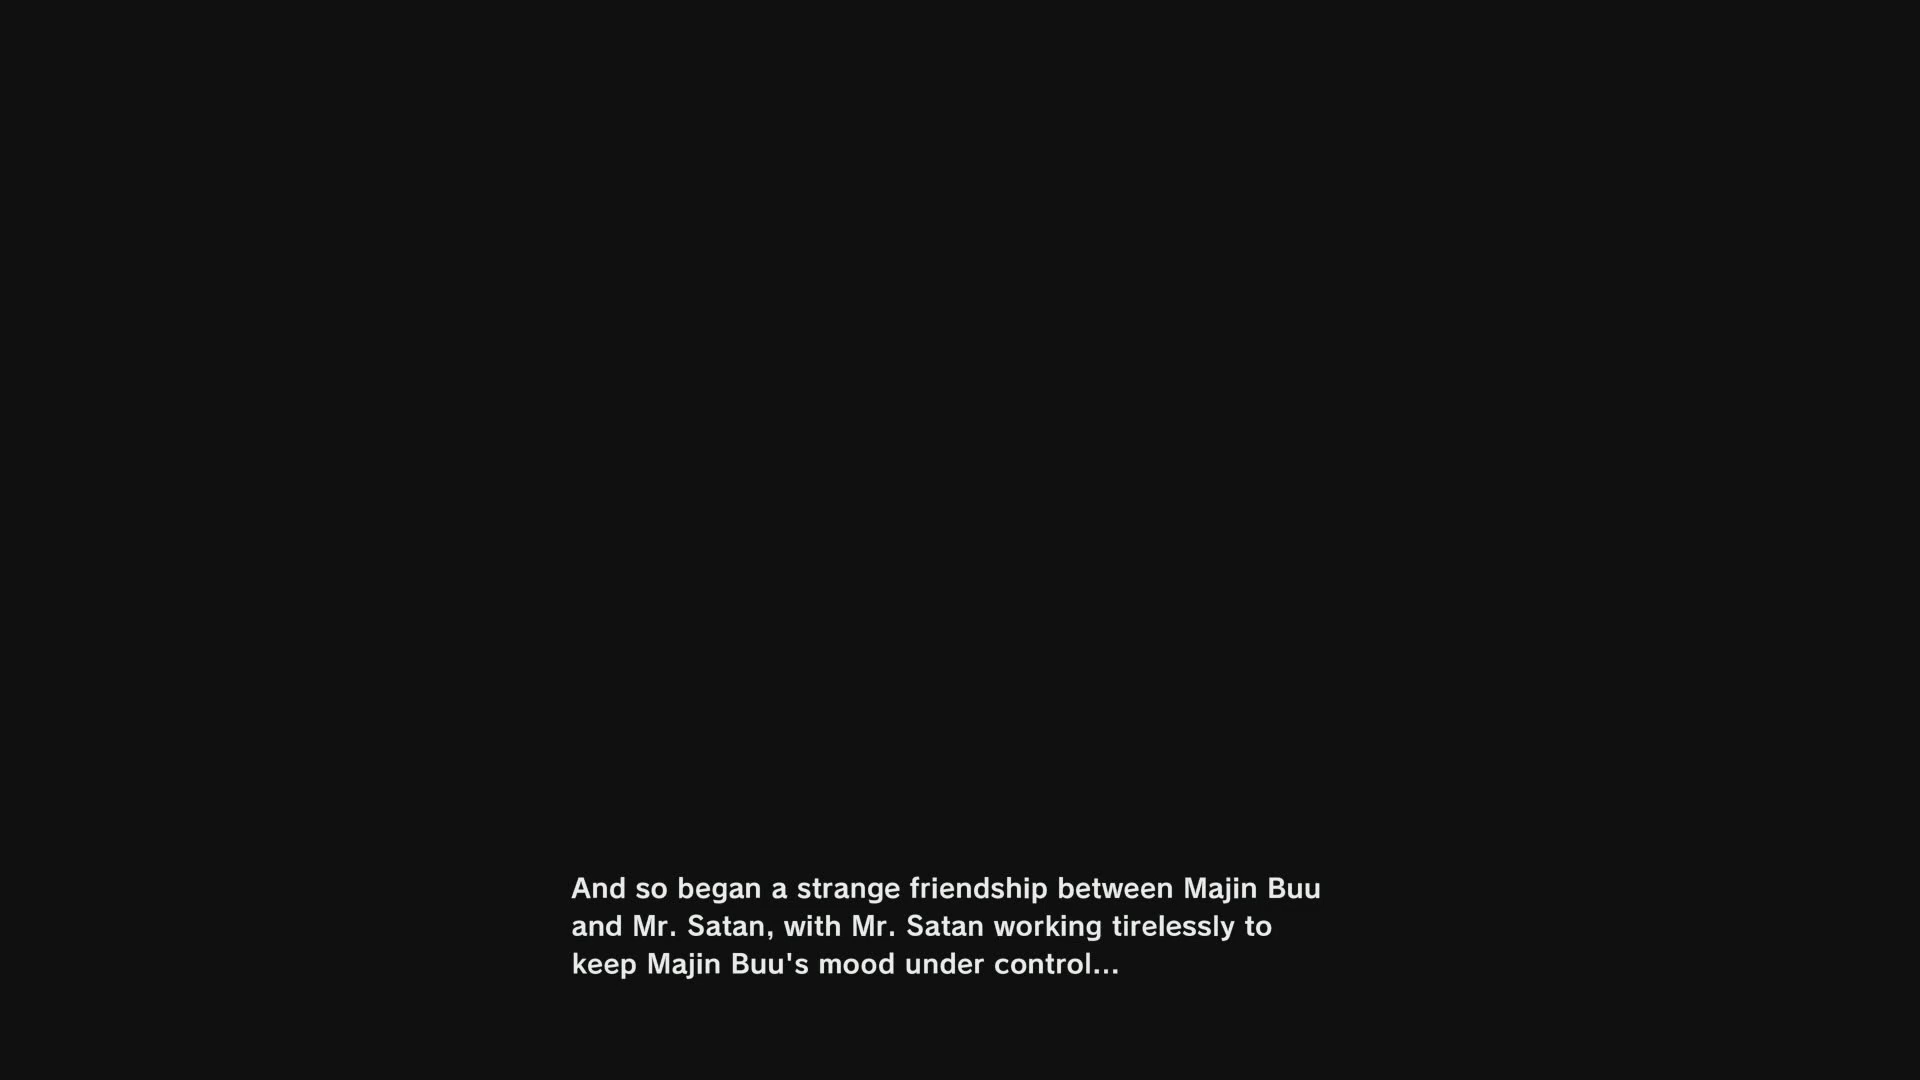 And so began a strange friendship between Majin Buu
and Mr. Satan, with Mr. Satan working tirelessly to
keep Majin Buu's mood under control...